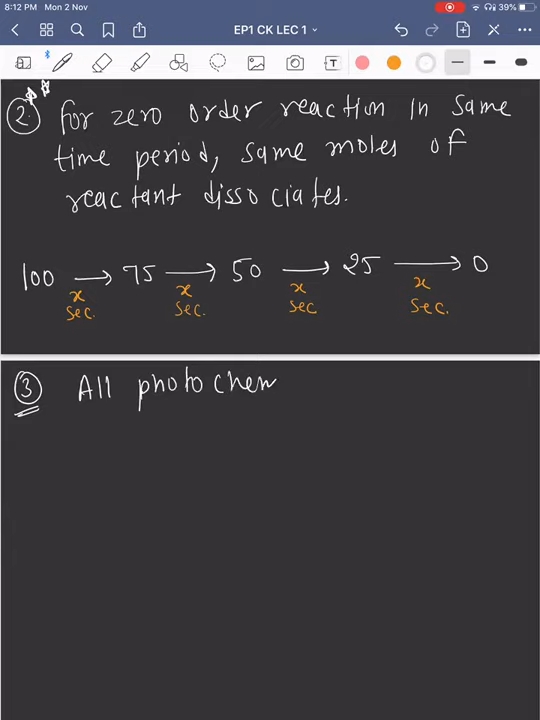 8:12 PM Mon 2 Nov
39%
EP1 CK LEC 1
T
2. For zero order reaction in same
time period, same moles of
reactant dissociates.
100 → 75 → 50 → 25 → 0
x x x x
sec. sec. sec sec.
3 All photochem